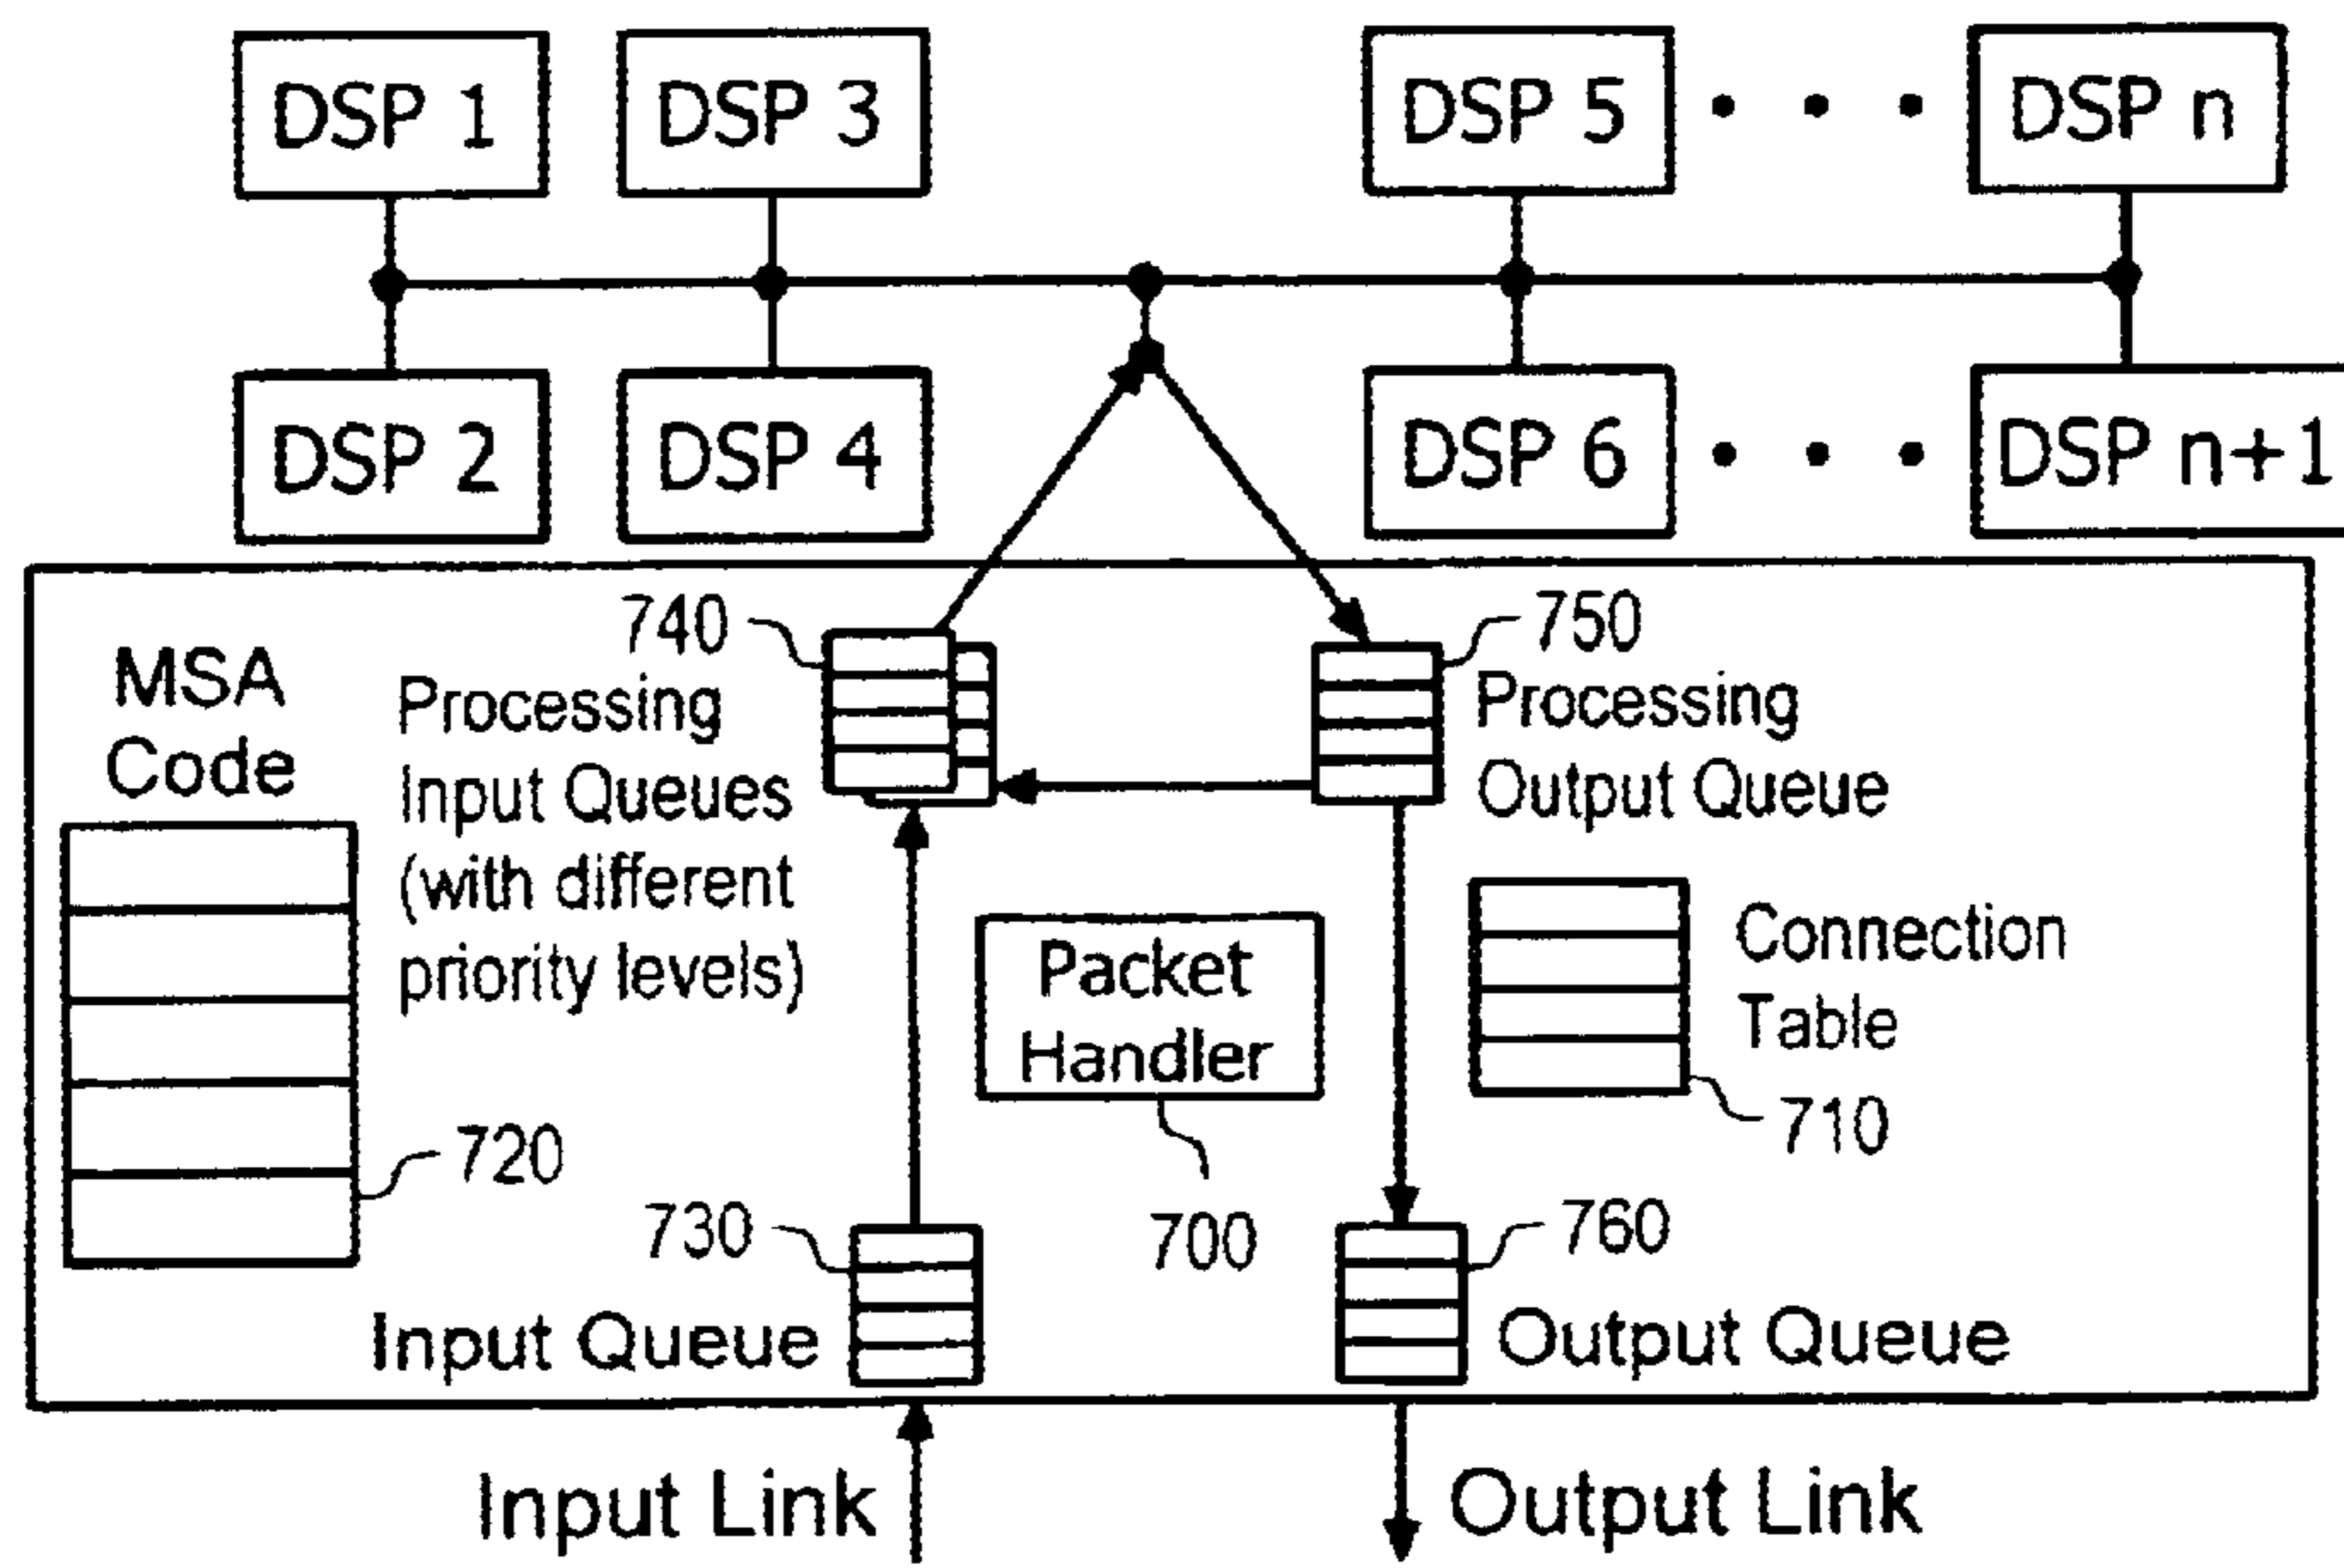 DSP 1
DSP 3
DSP 5
DSP n
DSP 2
DSP 4
DSP 6
DSP n+1
MSA
Code
720
740
Processing
Input Queues
(with different
priority levels)
750
Processing
Output Queue
Packet
Handler
700
Connection
Table
710
730
Input Queue
760
Output Queue
Input Link
Output Link